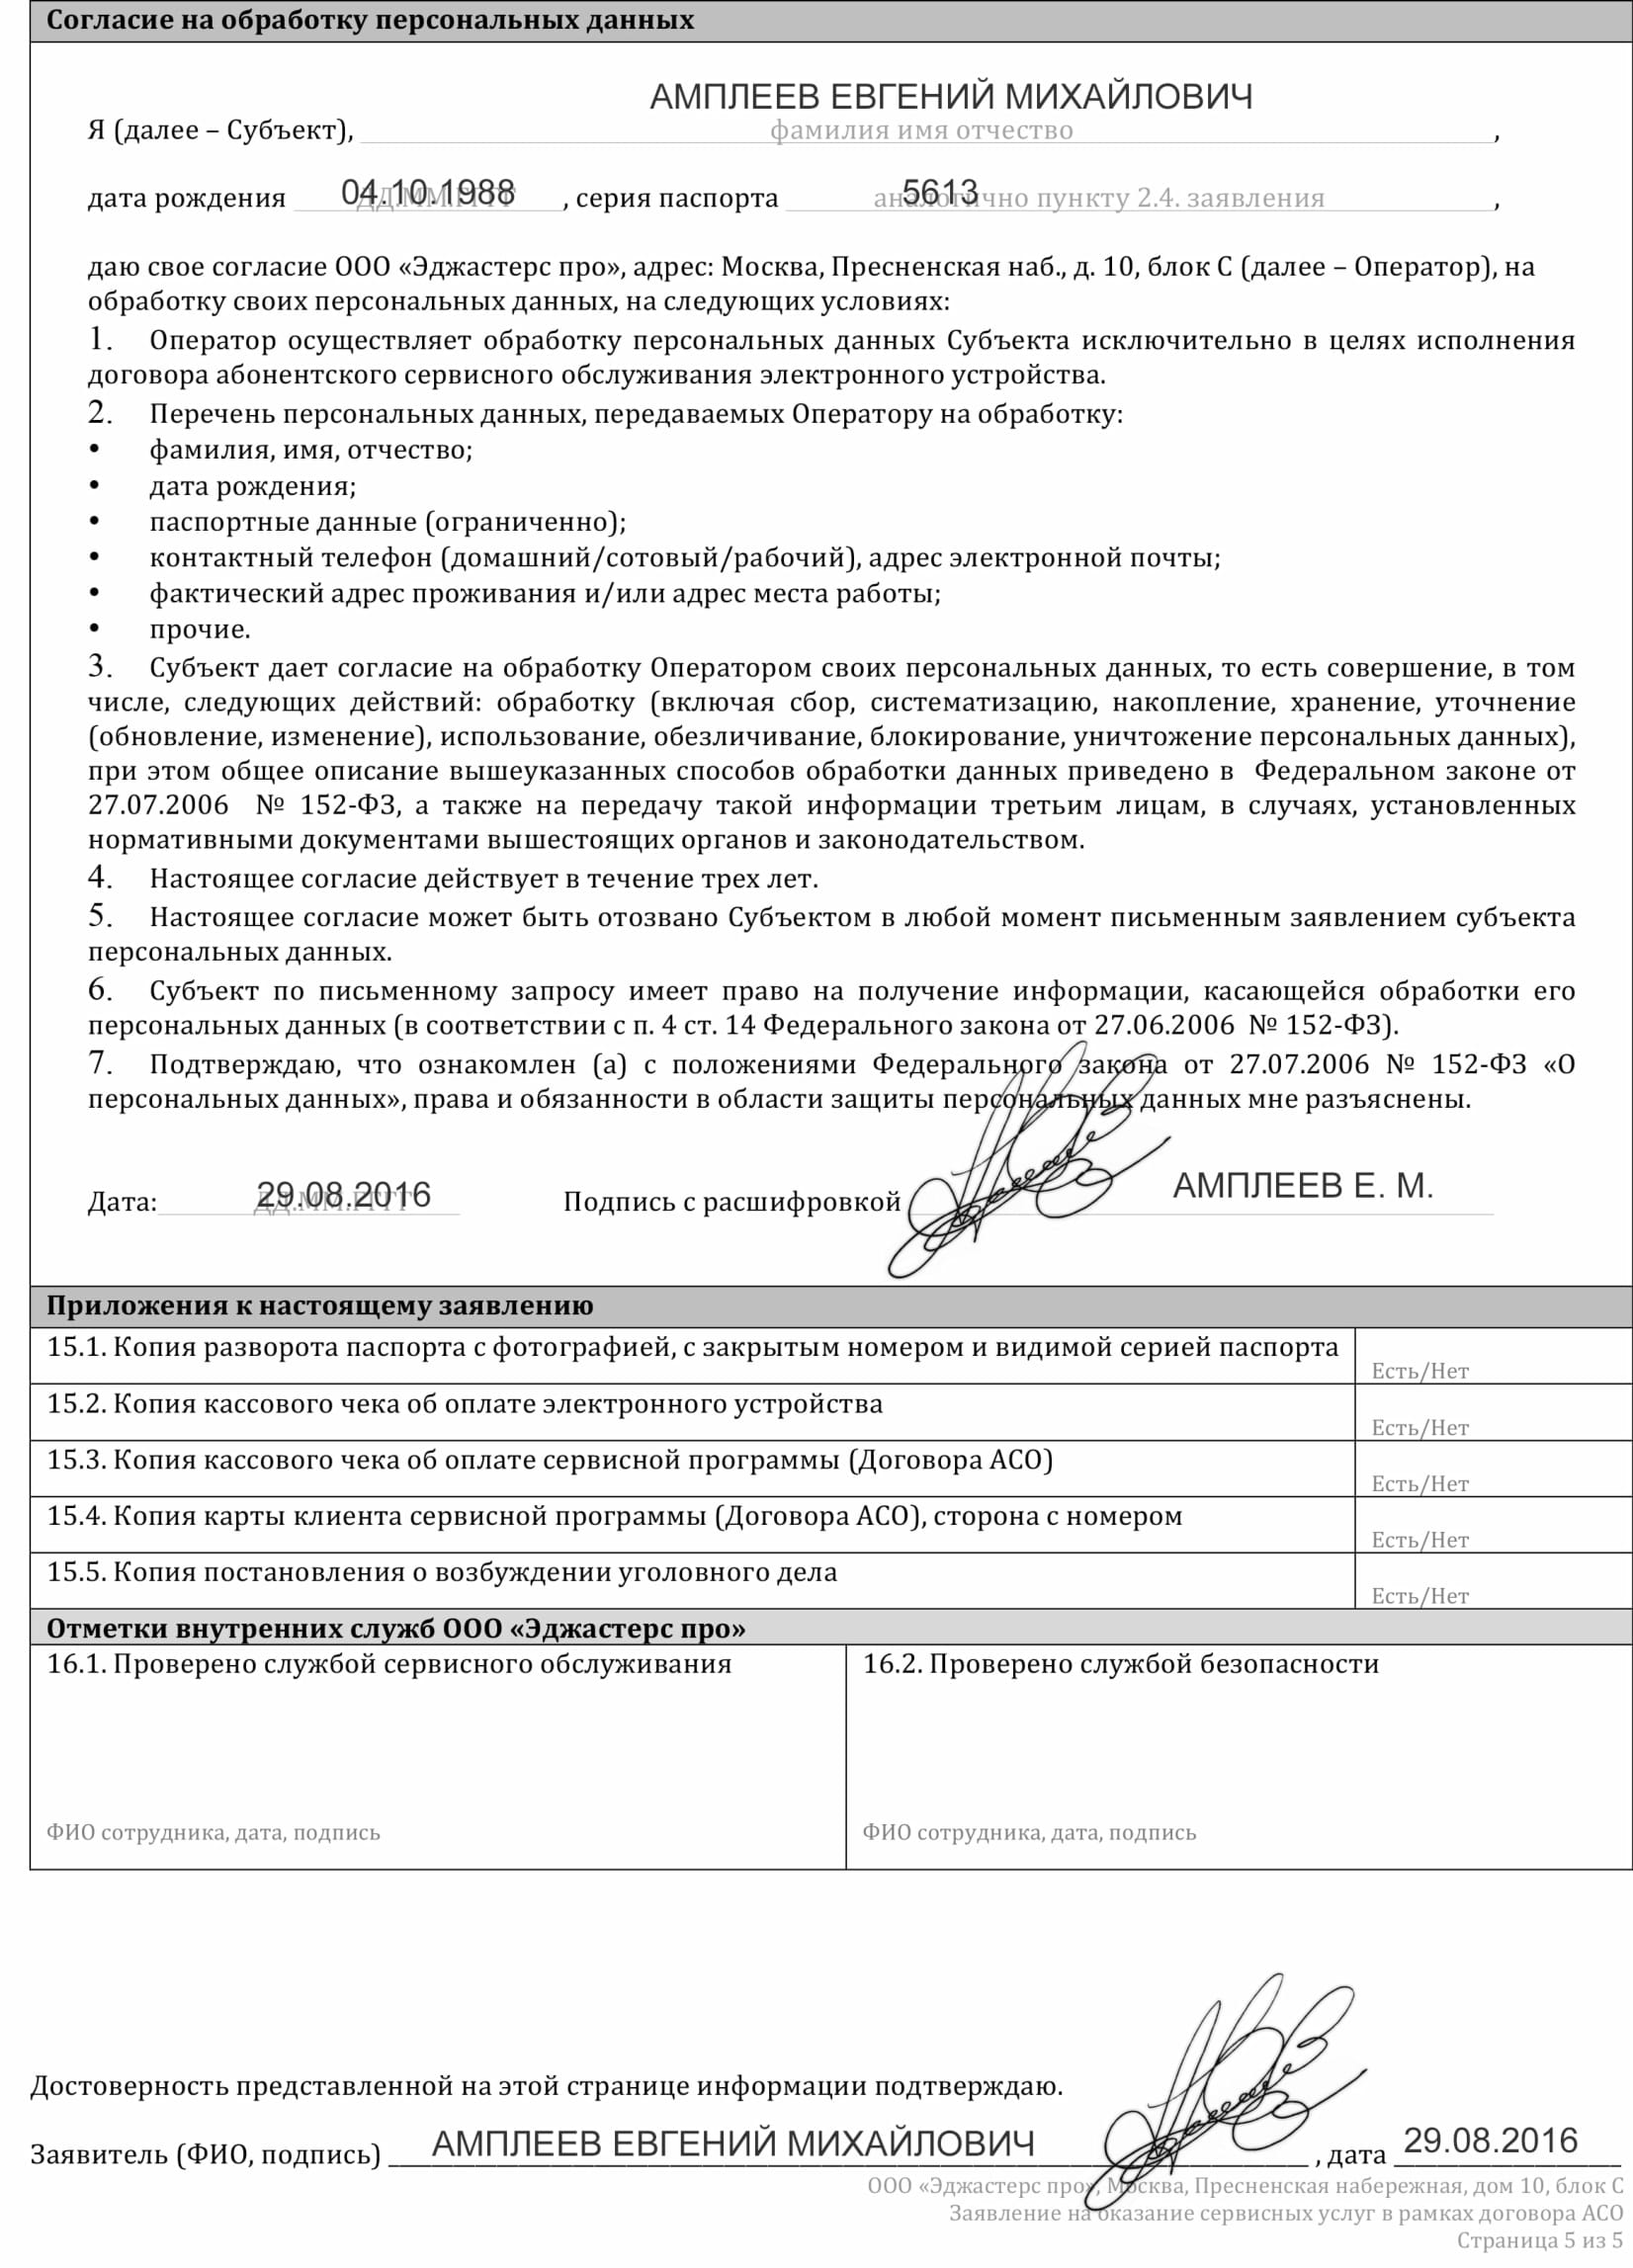 Согласие на обработку персональных данных
АМПЛЕЕВ ЕВГЕНИЙ МИХАЙЛОВИЧ
Я (далее – Субъект), фамилия имя отчество ,
дата рождения 04.10.1988 ДД.ММ.ГГГГ , серия паспорта 5613 аналогично пункту 2.4. заявления ,
даю свое согласие ООО «Эджастерс про», адрес: Москва, Пресненская наб., д. 10, блок С (далее – Оператор), на
обработку своих персональных данных, на следующих условиях:
1. Оператор осуществляет обработку персональных данных Субъекта исключительно в целях исполнения
договора абонентского сервисного обслуживания электронного устройства.
2. Перечень персональных данных, передаваемых Оператору на обработку:
• фамилия, имя, отчество;
• дата рождения;
• паспортные данные (ограниченно);
• контактный телефон (домашний/сотовый/рабочий), адрес электронной почты;
• фактический адрес проживания и/или адрес места работы;
• прочие.
3. Субъект дает согласие на обработку Оператором своих персональных данных, то есть совершение, в том
числе, следующих действий: обработку (включая сбор, систематизацию, накопление, хранение, уточнение
(обновление, изменение), использование, обезличивание, блокирование, уничтожение персональных данных),
при этом общее описание вышеуказанных способов обработки данных приведено в Федеральном законе от
27.07.2006 № 152-ФЗ, а также на передачу такой информации третьим лицам, в случаях, установленных
нормативными документами вышестоящих органов и законодательством.
4. Настоящее согласие действует в течение трех лет.
5. Настоящее согласие может быть отозвано Субъектом в любой момент письменным заявлением субъекта
персональных данных.
6. Субъект по письменному запросу имеет право на получение информации, касающейся обработки его
персональных данных (в соответствии с п. 4 ст. 14 Федерального закона от 27.06.2006 № 152-ФЗ).
7. Подтверждаю, что ознакомлен (а) с положениями Федерального закона от 27.07.2006 № 152-ФЗ «О
персональных данных», права и обязанности в области защиты персональных данных мне разъяснены.
Дата: 29.08.2016 ДД.ММ.ГГГГ Подпись с расшифровкой АМПЛЕЕВ Е. М.
Приложения к настоящему заявлению
15.1. Копия разворота паспорта с фотографией, с закрытым номером и видимой серией паспорта
Есть/Нет
15.2. Копия кассового чека об оплате электронного устройства
Есть/Нет
15.3. Копия кассового чека об оплате сервисной программы (Договора АСО)
Есть/Нет
15.4. Копия карты клиента сервисной программы (Договора АСО), сторона с номером
Есть/Нет
15.5. Копия постановления о возбуждении уголовного дела
Есть/Нет
Отметки внутренних служб ООО «Эджастерс про»
16.1. Проверено службой сервисного обслуживания
16.2. Проверено службой безопасности
ФИО сотрудника, дата, подпись
ФИО сотрудника, дата, подпись
Достоверность представленной на этой странице информации подтверждаю.
Заявитель (ФИО, подпись) АМПЛЕЕВ ЕВГЕНИЙ МИХАЙЛОВИЧ , дата 29.08.2016
ООО «Эджастерс про», Москва, Пресненская набережная, дом 10, блок С
Заявление на оказание сервисных услуг в рамках договора АСО
Страница 5 из 5